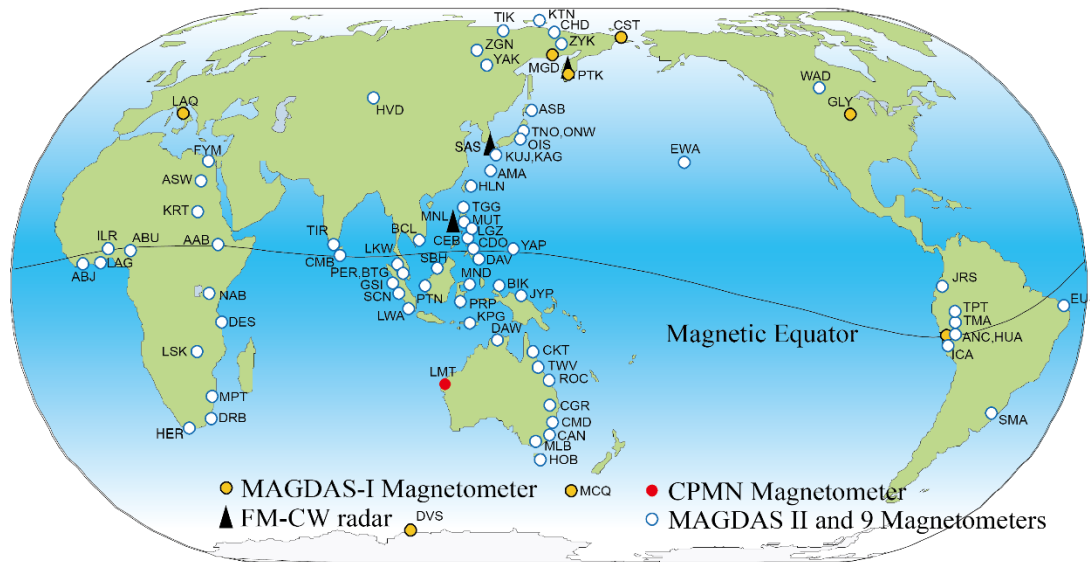 KTN
TIK
CHD
CST
ZYK
ZGN
MGD
YAK
PTK
WAD
LAQ
HVD
GLY
ASB
TNO,ONW
OIS
SAS
FYM
KUJ,KAG
EWA
ASW
AMA
HLN
KRT
TGG
MNL
MUT
TIR
BCL
LGZ
ILR
ABU
AAB
CEB
CDO
YAP
LKW
CMB
SBH
DAV
ABJ
LAG
PER,BTG
MND
GSI
BIK
JRS
SCN
PTN
JYP
NAB
PRP
EU
LWA
TPT
DES
KPG
TMA
DAW
Magnetic Equator
ANC,HUA
LSK
CKT
ICA
TWV
LMT
ROC
MPT
CGR
DRB
CMD
SMA
HER
CAN
MLB
HOB
MAGDAS-I Magnetometer
MCQ
CPMN Magnetometer
FM-CW radar
DVS
MAGDAS II and 9 Magnetometers